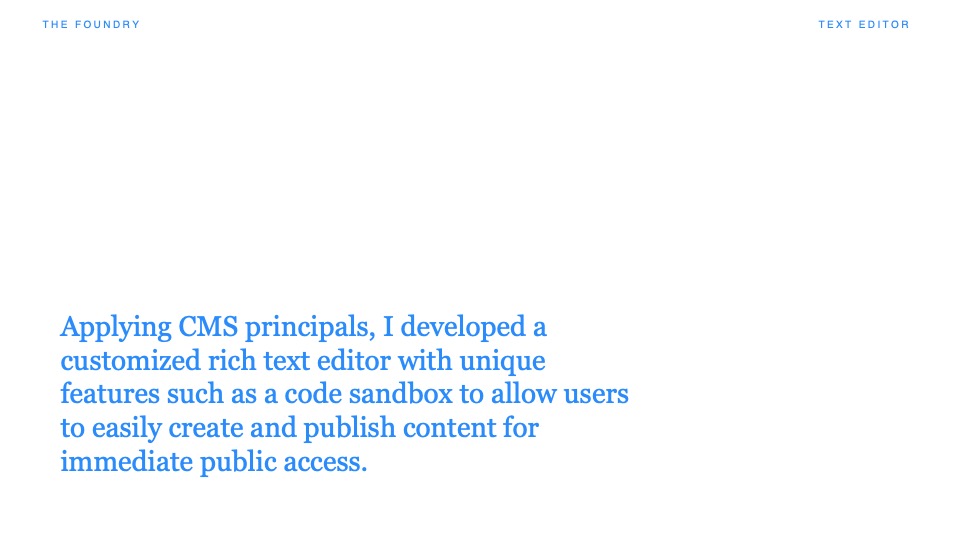 THE FOUNDRY
TEXT EDITOR
Applying CMS principals, I developed a
customized rich text editor with unique
features such as a code sandbox to allow users
to easily create and publish content for
immediate public access.